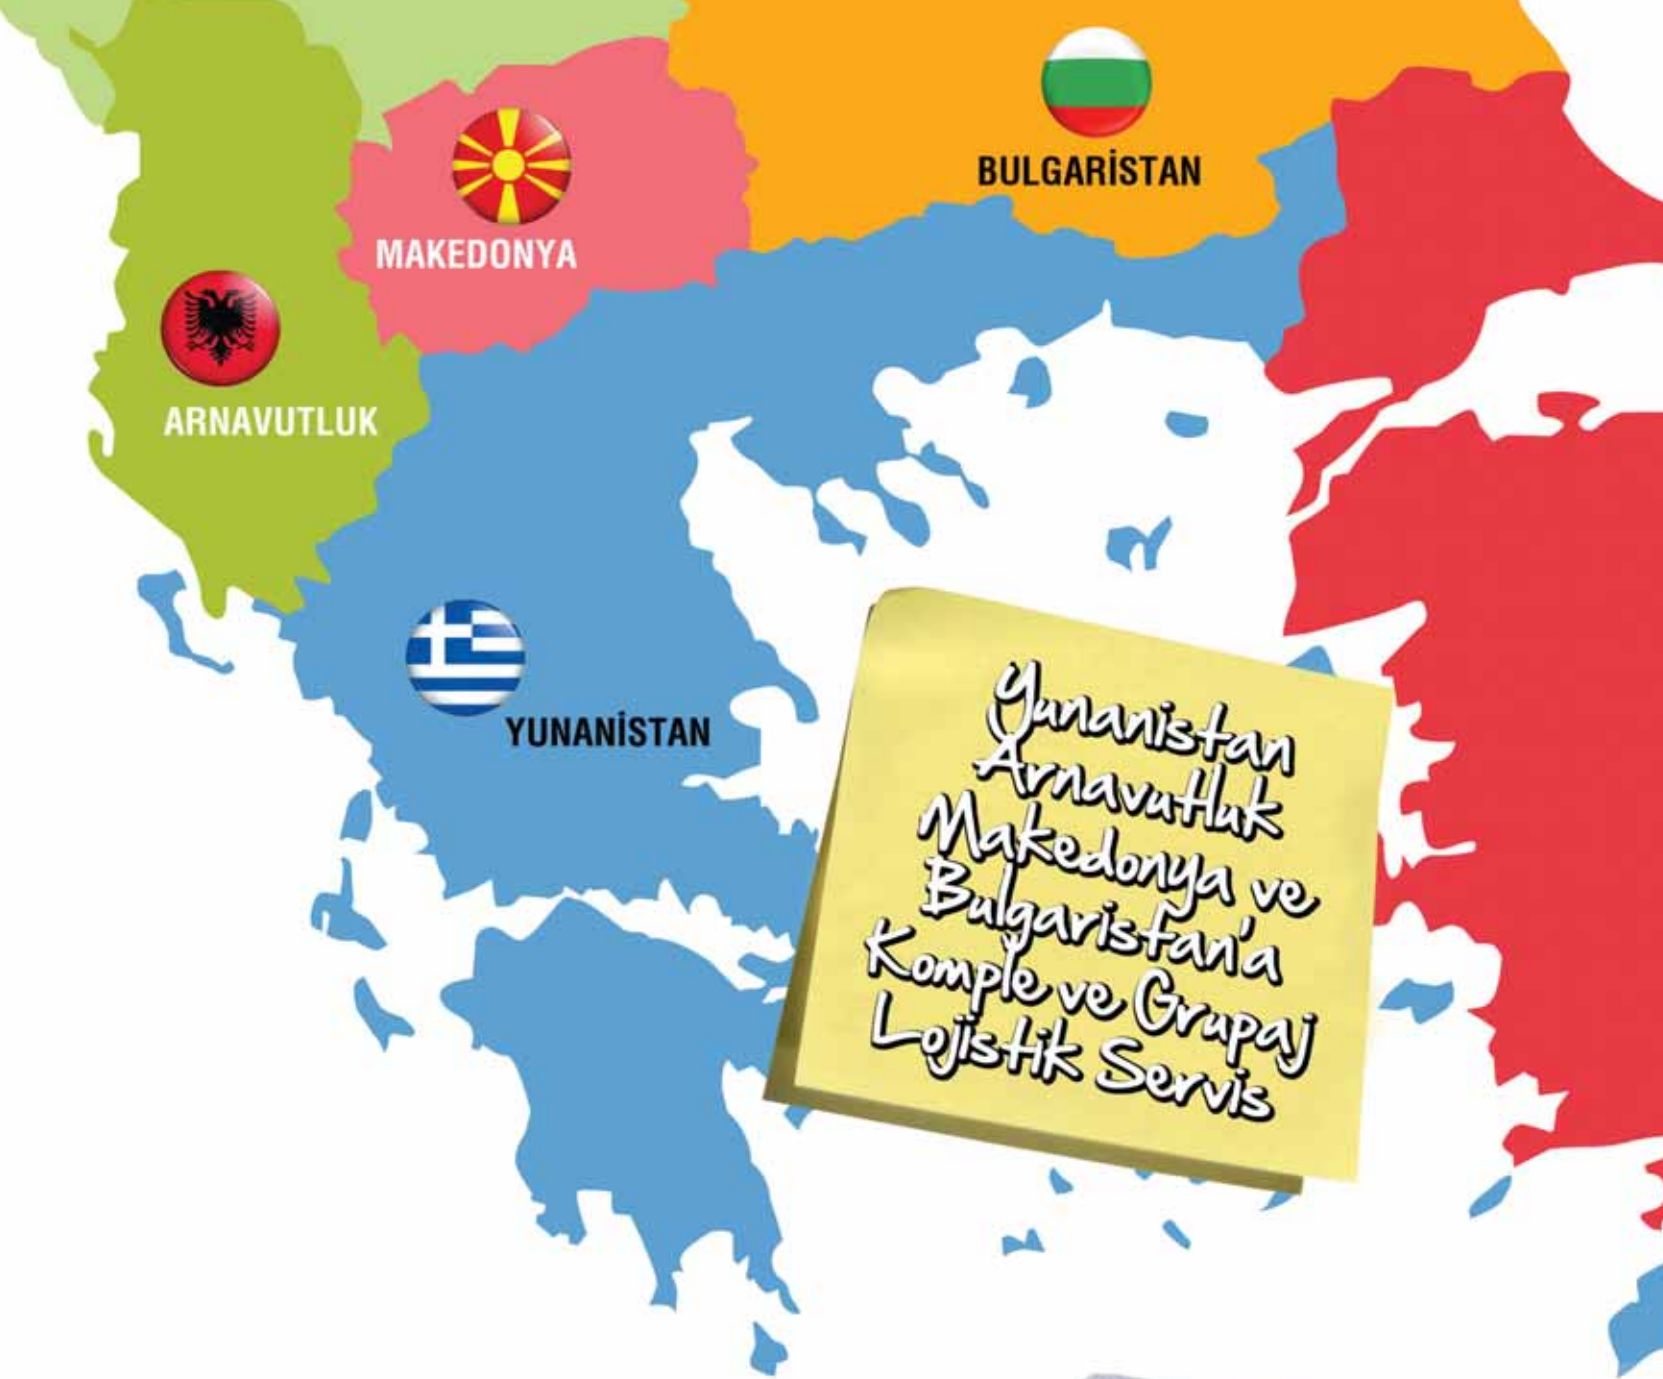 BULGARİSTAN
MAKEDONYA
ARNAVUTLUK
YUNANİSTAN
Yunanistan
Arnavutluk
Makedonya ve
Bulgaristan'a
Komple ve Grupaj
Lojistik Servis